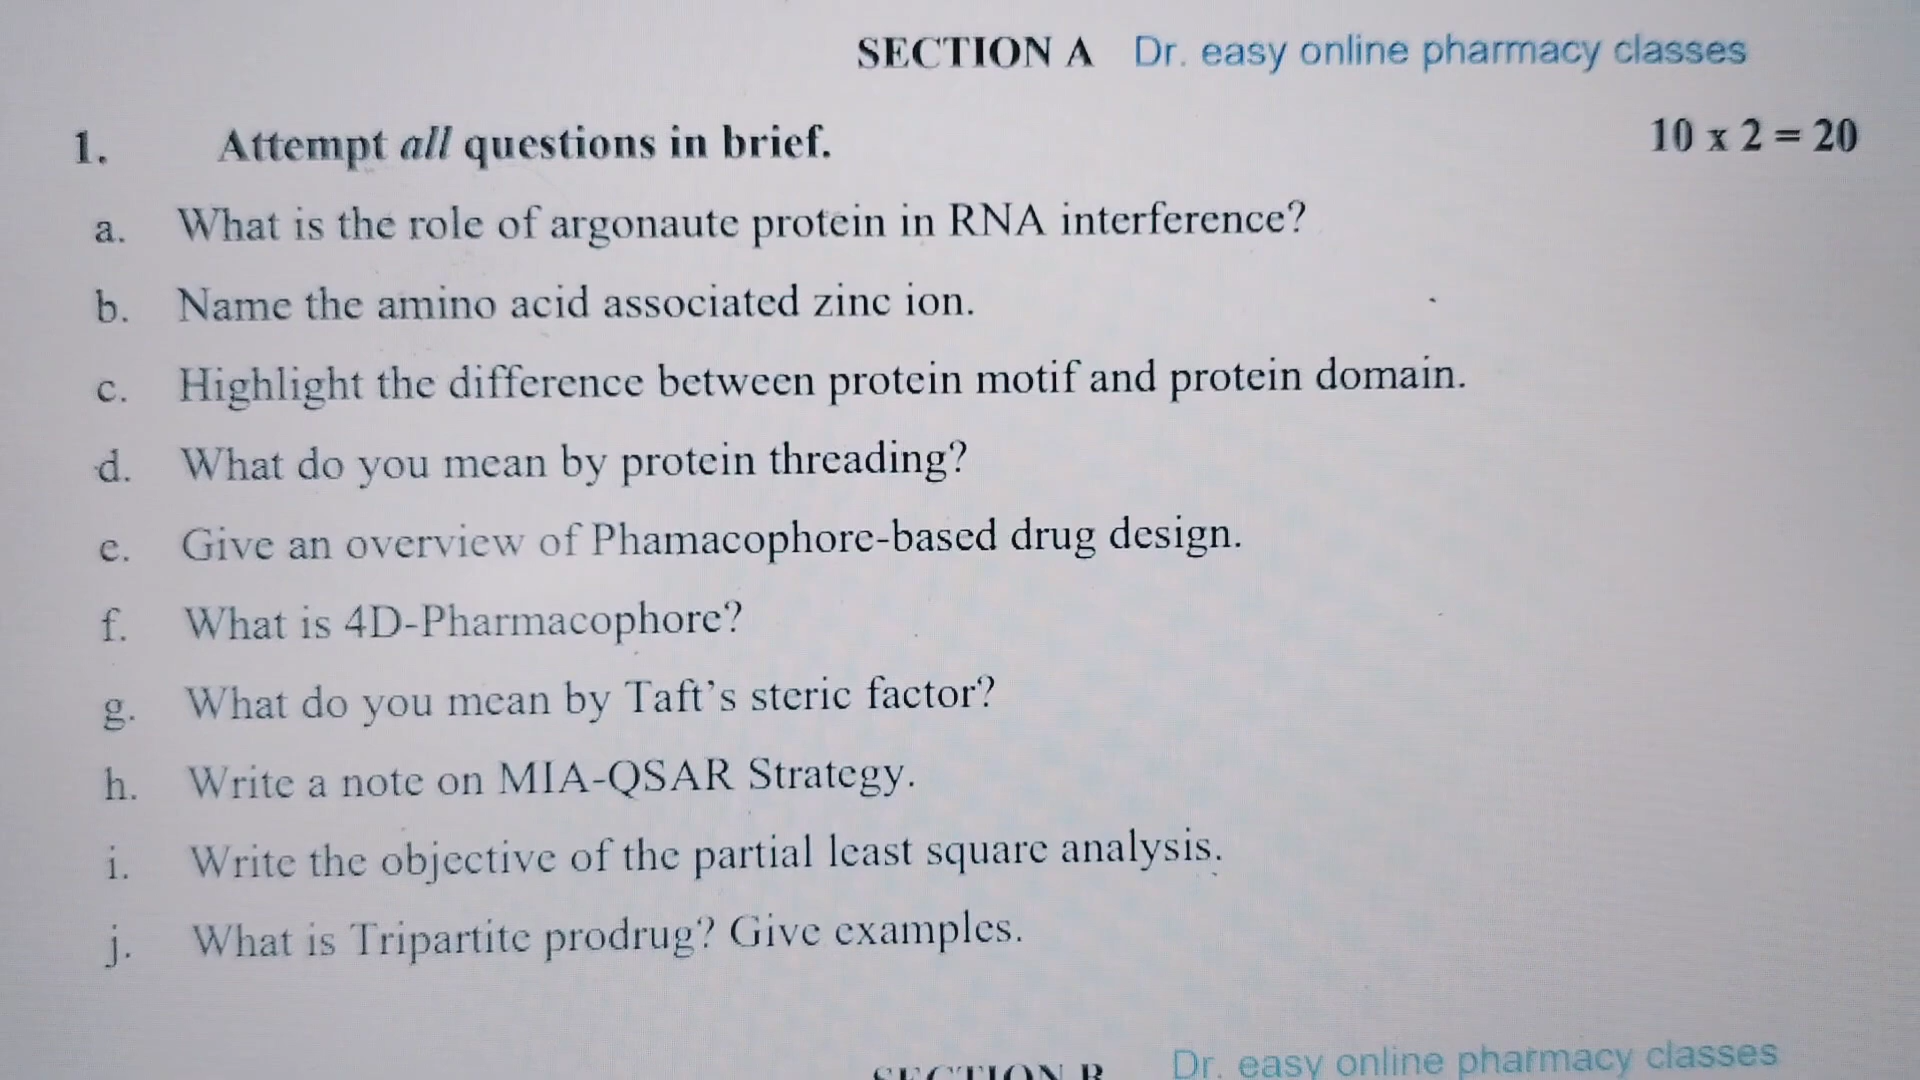 SECTION A Dr. easy online pharmacy classes
1. Attempt all questions in brief. 10 x 2 = 20
a. What is the role of argonaute protein in RNA interference?
b. Name the amino acid associated zinc ion.
c. Highlight the difference between protein motif and protein domain.
d. What do you mean by protein threading?
e. Give an overview of Phamacophore-based drug design.
f. What is 4D-Pharmacophore?
g. What do you mean by Taft's steric factor?
h. Write a note on MIA-QSAR Strategy.
i. Write the objective of the partial least square analysis.
j. What is Tripartite prodrug? Give examples.
SECTION B Dr. easy online pharmacy classes